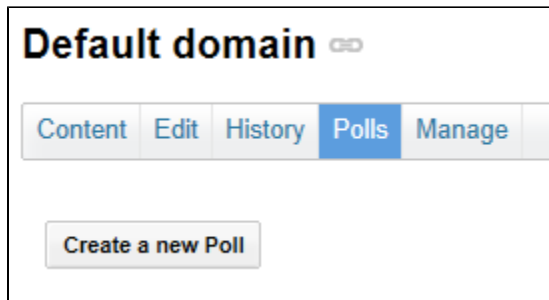 Default domain
Content Edit History Polls Manage
Create a new Poll